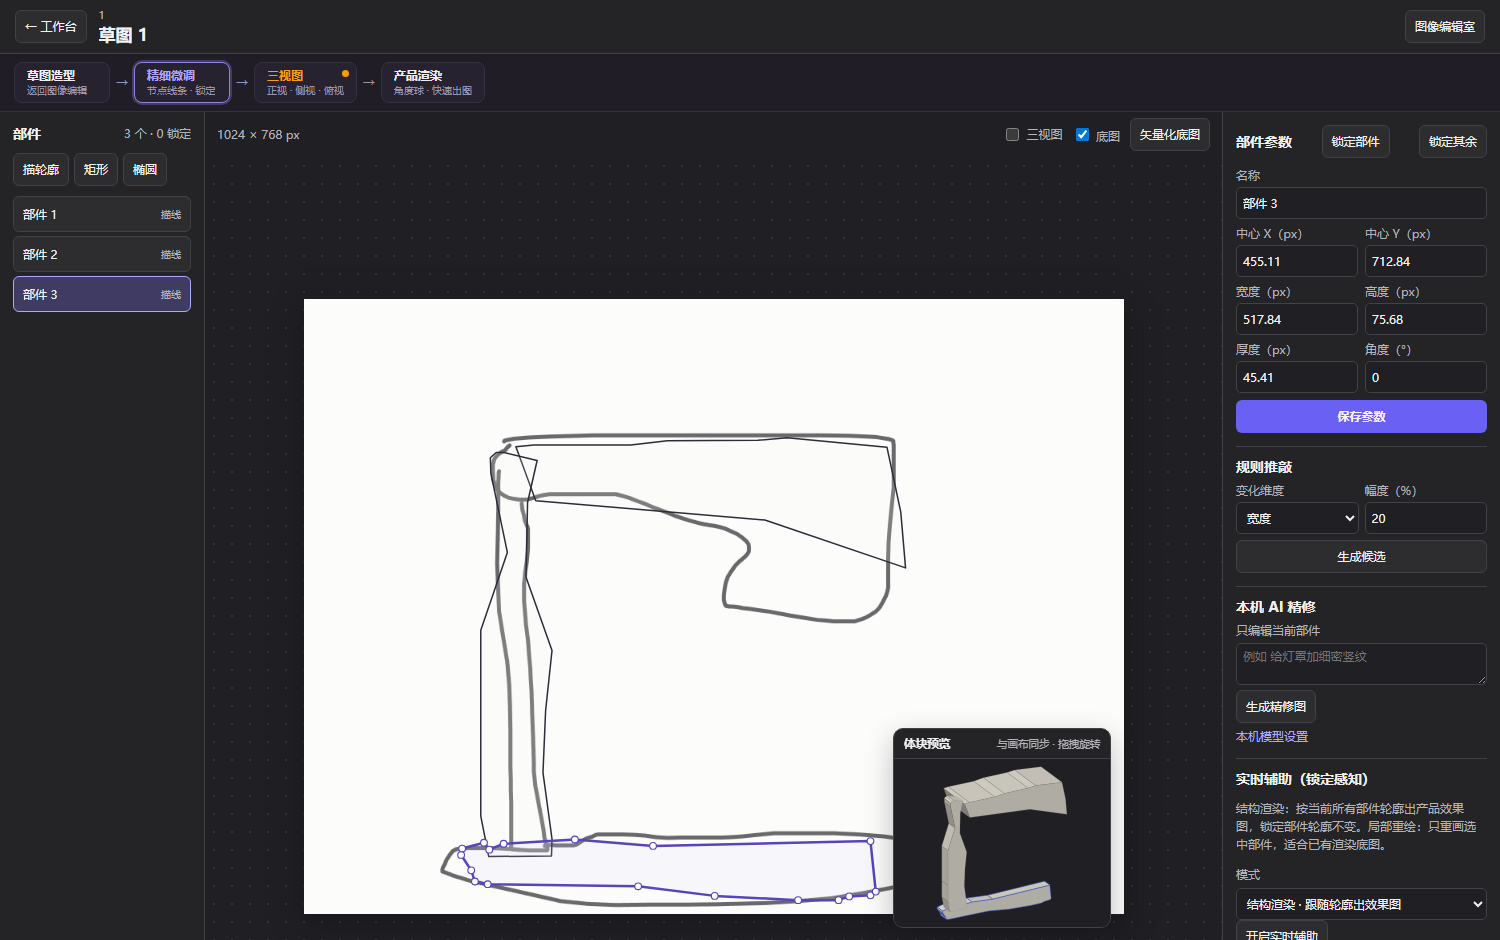 ← 工作台
1
草图 1
图像编辑室
草图造型
返回图像编辑
→
精细微调
节点线条 · 锁定
→
三视图
正视 · 侧视 · 俯视
→
产品渲染
角度球 · 快速出图
部件
3 个 · 0 锁定
描轮廓
矩形
椭圆
部件 1
描线
部件 2
描线
部件 3
描线
1024 × 768 px
三视图
底图
矢量化底图
体块预览
与画布同步 · 拖拽旋转
部件参数
锁定部件
锁定其余
名称
部件 3
中心 X（px）
中心 Y（px）
455.11
712.84
宽度（px）
高度（px）
517.84
75.68
厚度（px）
角度（°）
45.41
0
保存参数
规则推敲
变化维度
幅度（%）
宽度
20
生成候选
本机 AI 精修
只编辑当前部件
例如 给灯罩加细密竖纹
生成精修图
本机模型设置
实时辅助（锁定感知）
结构渲染：按当前所有部件轮廓出产品效果
图，锁定部件轮廓不变。局部重绘：只重画选
中部件，适合已有渲染底图。
模式
结构渲染 · 跟随轮廓出效果图
开启实时辅助